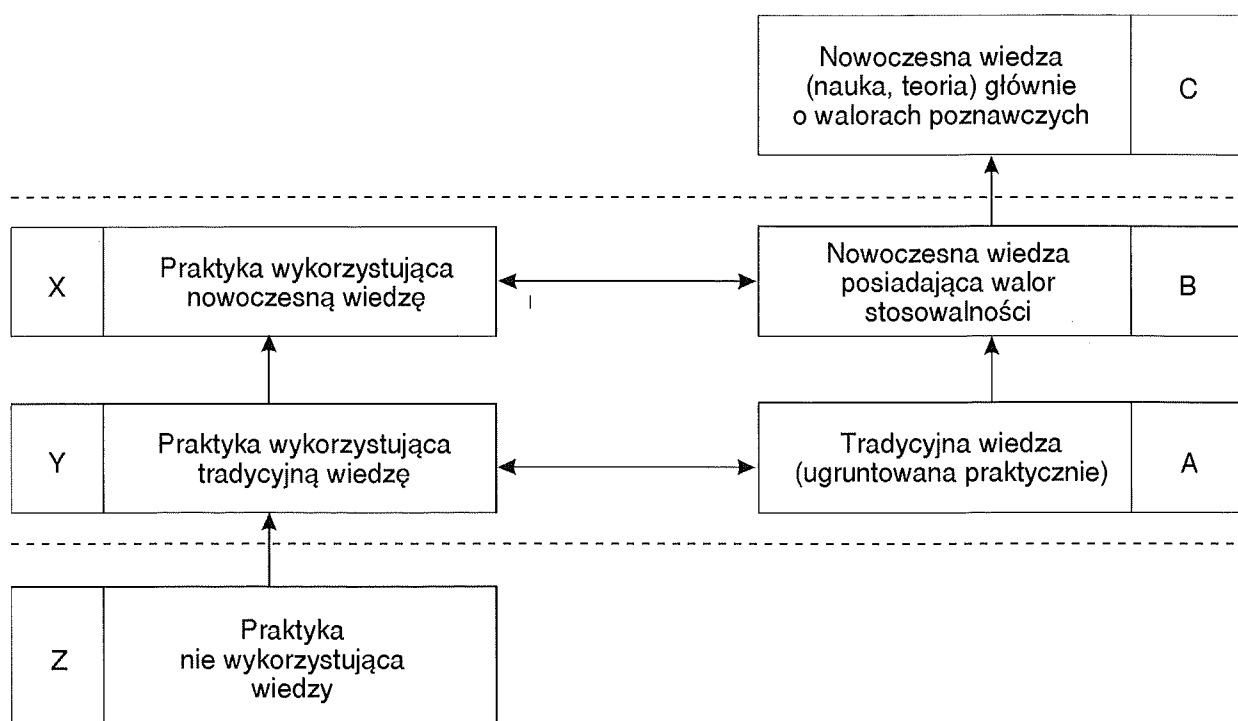 Nowoczesna wiedza
(nauka, teoria) głównie
o walorach poznawczych
C
X
Praktyka wykorzystująca
nowoczesną wiedzę
Nowoczesna wiedza
posiadająca walor
stosowalności
B
Y
Praktyka wykorzystująca
tradycyjną wiedzę
Tradycyjna wiedza
(ugruntowana praktycznie)
A
Z
Praktyka
nie wykorzystująca
wiedzy